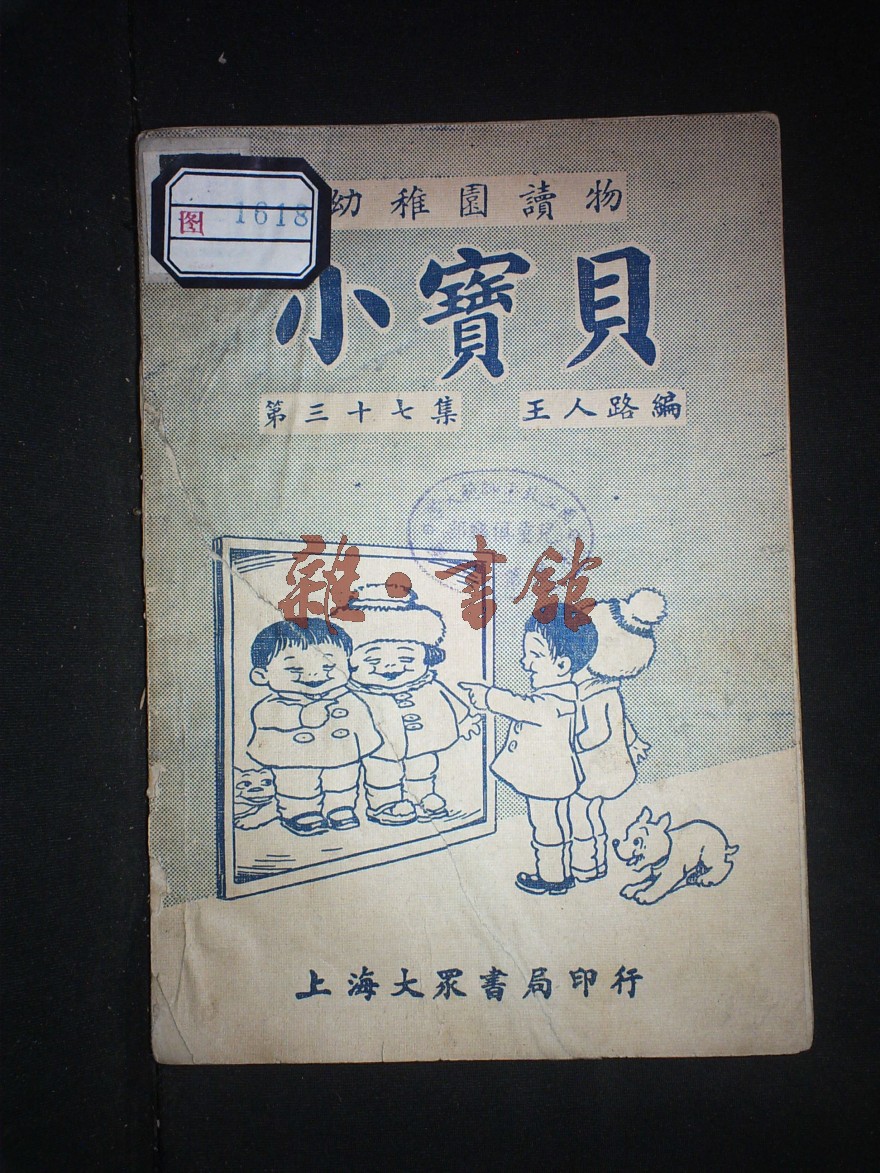 图 1618
幼稚園讀物
小寶貝
第三十七集 王人路編
雜·書館
上海大眾書局印行